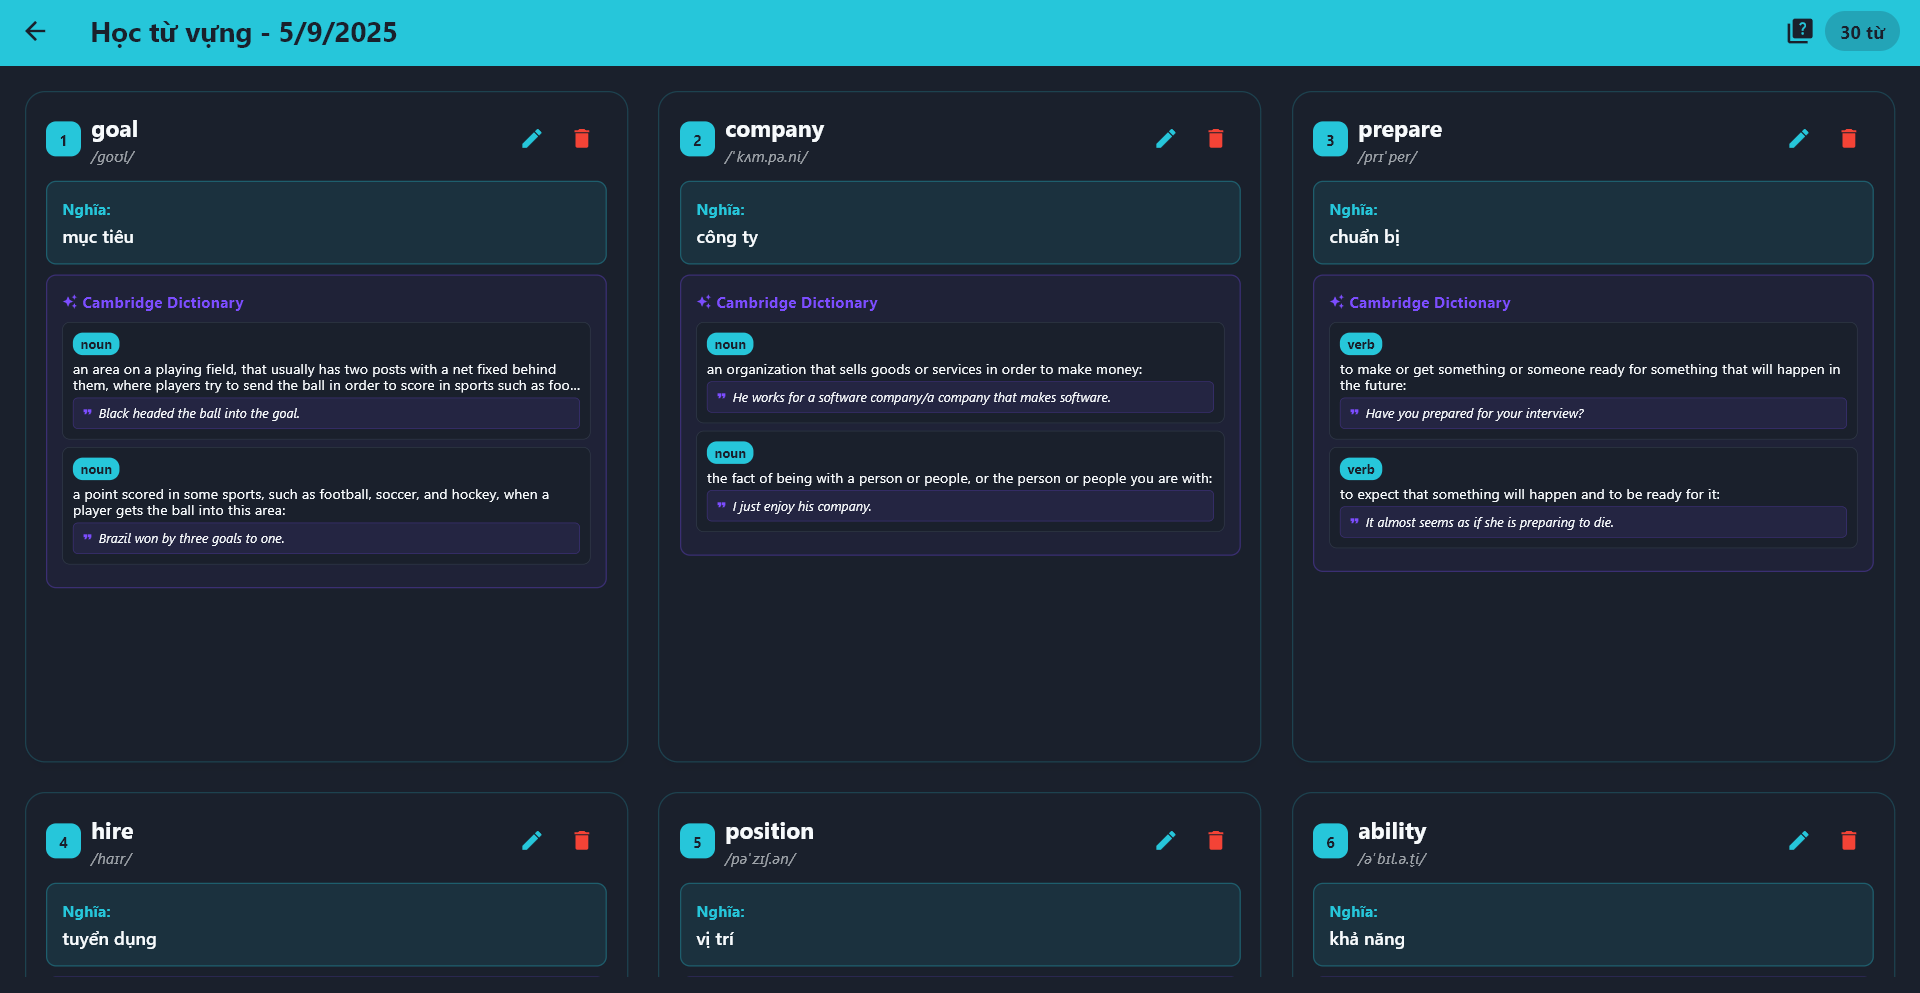 Học từ vựng - 5/9/2025
30 từ
1
goal
/ɡoʊl/
Nghĩa:
mục tiêu
Cambridge Dictionary
noun
an area on a playing field, that usually has two posts with a net fixed behind
them, where players try to send the ball in order to score in sports such as foo...
Black headed the ball into the goal.
noun
a point scored in some sports, such as football, soccer, and hockey, when a
player gets the ball into this area:
Brazil won by three goals to one.
2
company
/ˈkʌm.pə.ni/
Nghĩa:
công ty
Cambridge Dictionary
noun
an organization that sells goods or services in order to make money:
He works for a software company/a company that makes software.
noun
the fact of being with a person or people, or the person or people you are with:
I just enjoy his company.
3
prepare
/prɪˈper/
Nghĩa:
chuẩn bị
Cambridge Dictionary
verb
to make or get something or someone ready for something that will happen in
the future:
Have you prepared for your interview?
verb
to expect that something will happen and to be ready for it:
It almost seems as if she is preparing to die.
4
hire
/haɪr/
Nghĩa:
tuyển dụng
5
position
/pəˈzɪʃ.ən/
Nghĩa:
vị trí
6
ability
/əˈbɪl.ə.t̬i/
Nghĩa:
khả năng